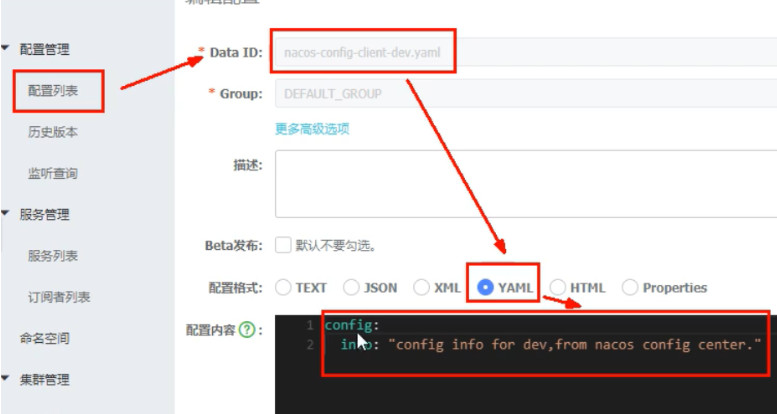 编辑配置
配置管理
配置列表
历史版本
监听查询
服务管理
服务列表
订阅者列表
命名空间
集群管理
* Data ID: nacos-config-client-dev.yaml
* Group: DEFAULT_GROUP
更多高级选项
描述:
Beta发布: 默认不要勾选。
配置格式: TEXT JSON XML YAML HTML Properties
配置内容 ? :
1 config:
2 info: "config info for dev,from nacos config center."